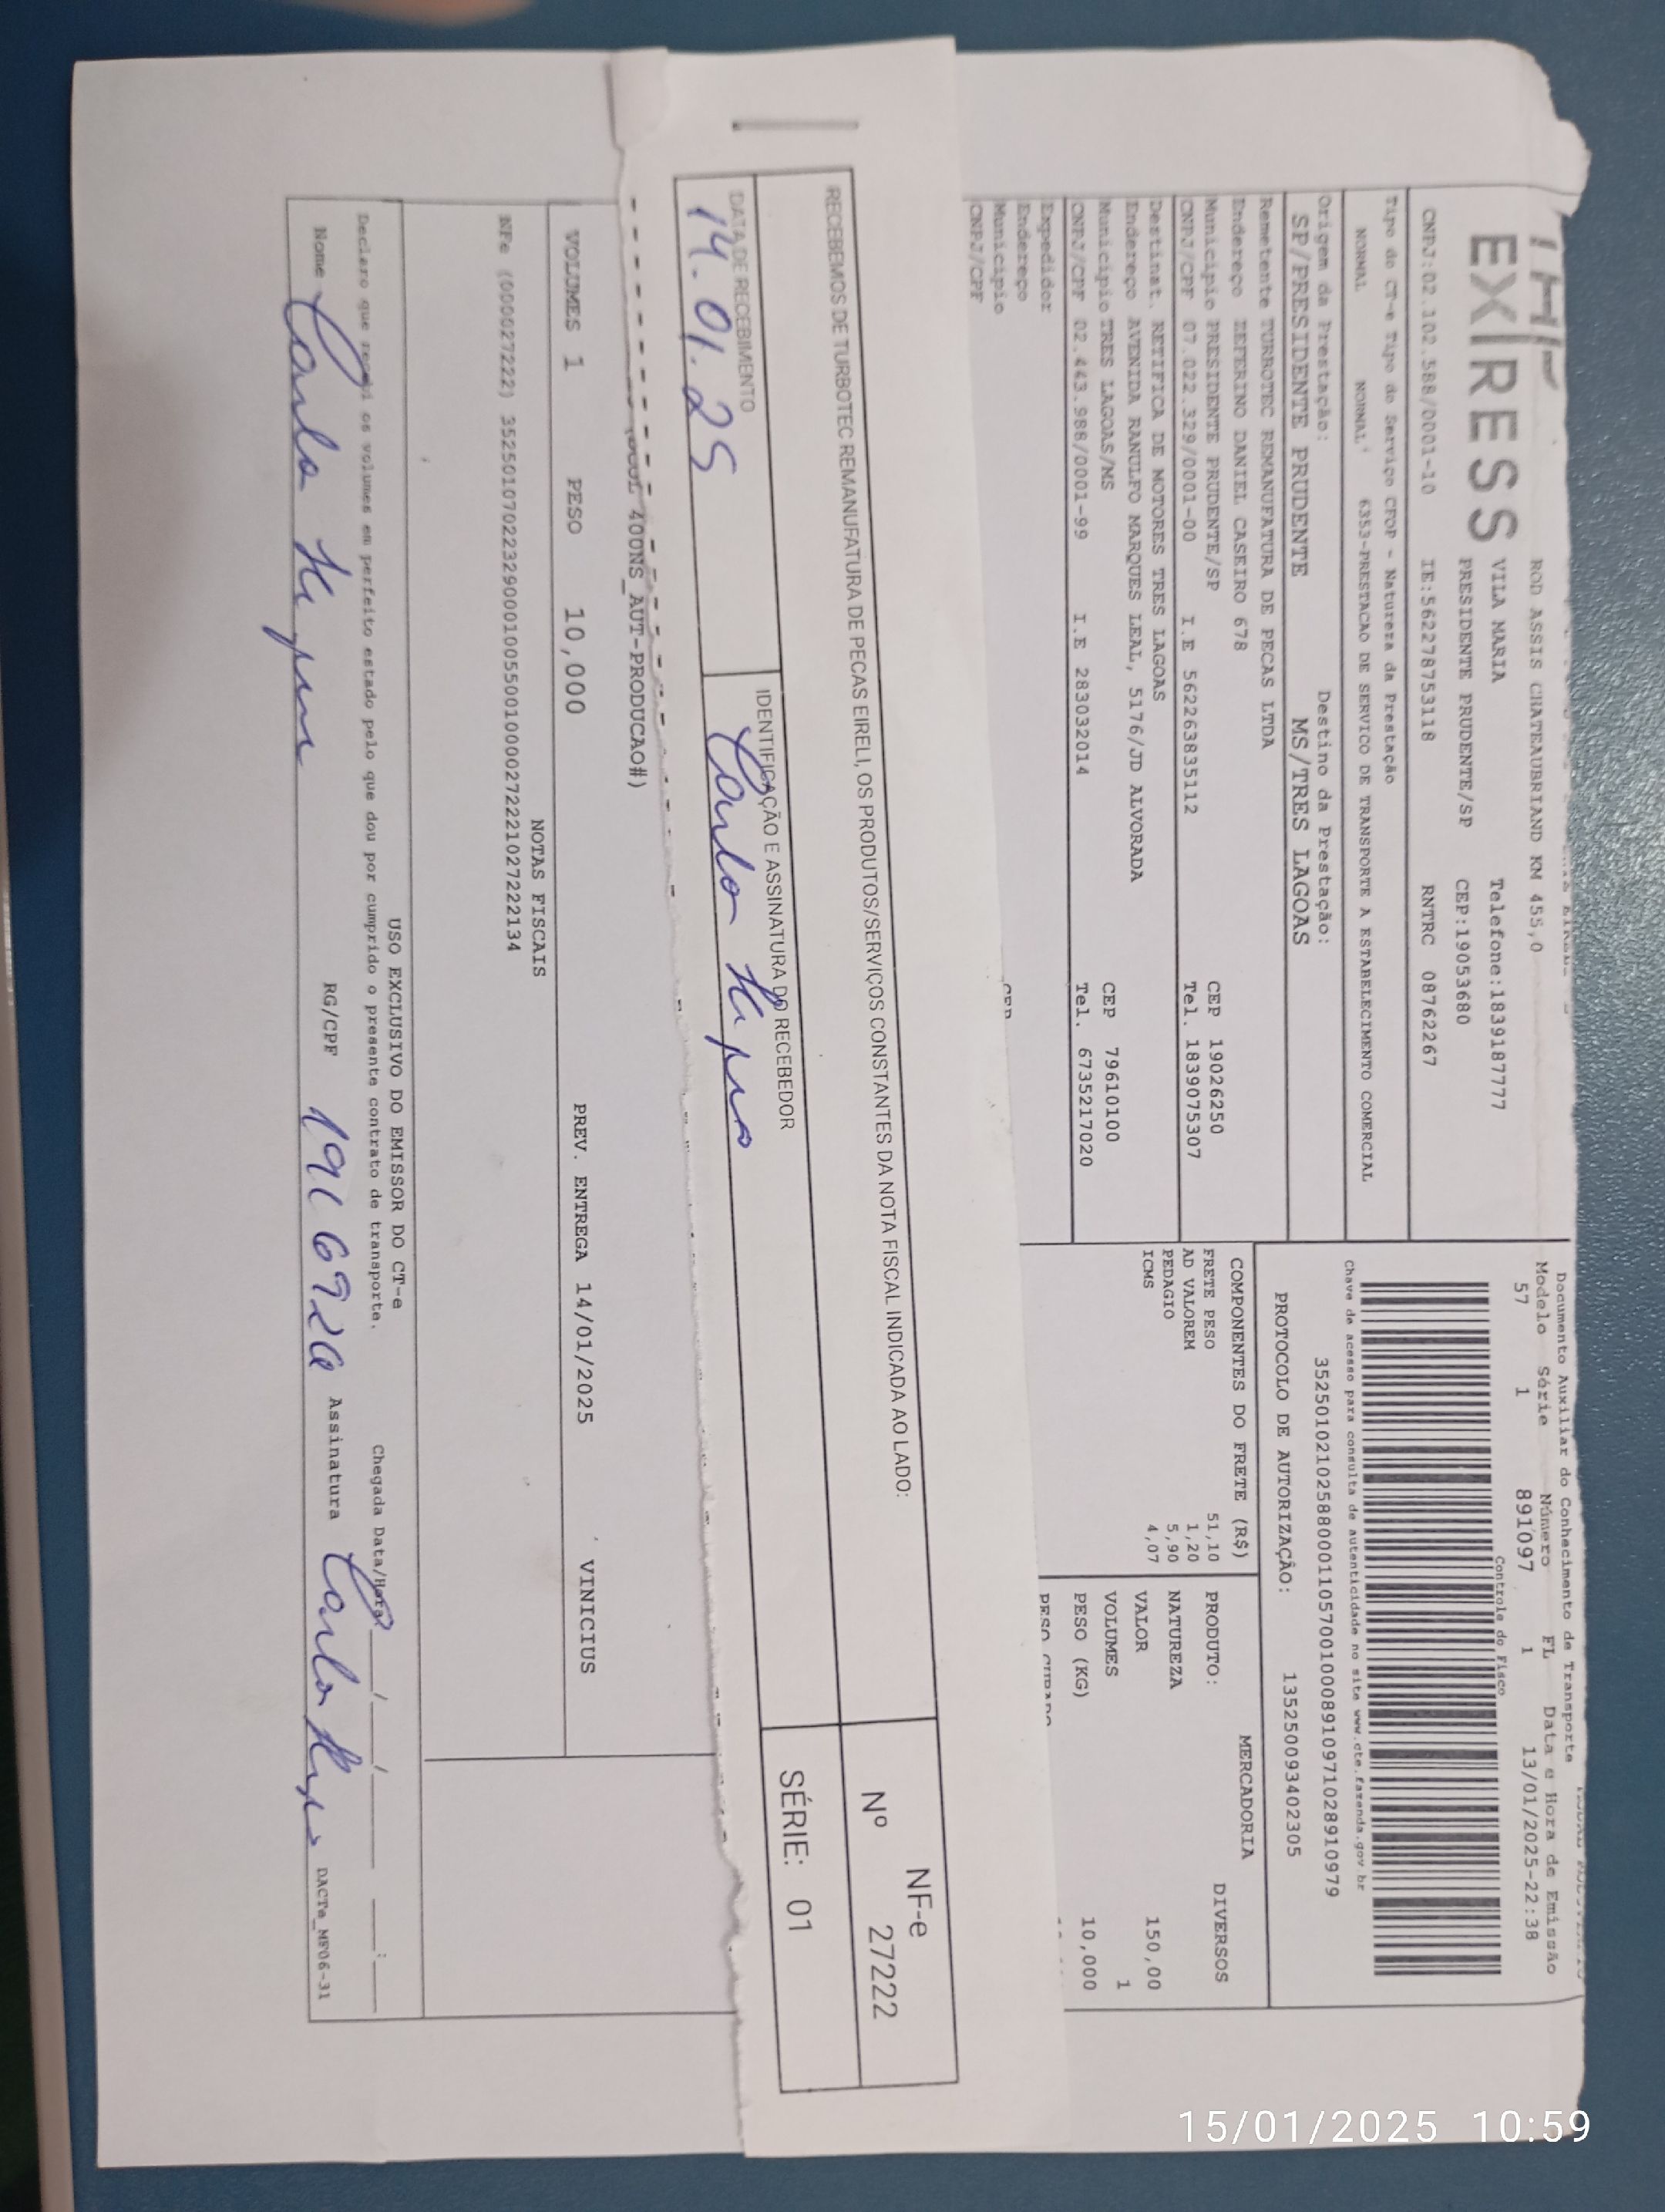 Documento Auxiliar do Conhecimento de Transporte
EXPRESS
ROD ASSIS CHATEAUBRIAND KM 455,0
VILA MARIA
Telefone:1839187777
PRESIDENTE PRUDENTE/SP
CEP:19053680
CNPJ:02.102.588/0001-10
IE:562278753118
RNTRC 08762267
Modelo Série Número FL Data e Hora de Emissão
57 1 891097 1 13/01/2025-22:38
Controle do Fisco
Tipo do CT-e Tipo do Serviço CFOP - Natureza da Prestação
NORMAL NORMAL 6353-PRESTACAO DE SERVICO DE TRANSPORTE A ESTABELECIMENTO COMERCIAL
Chave de acesso para consulta de autenticidade no site www.cte.fazenda.gov.br
35250102102588000110570010008910971028910979
Origem da Prestação: Destino da Prestação:
SP/PRESIDENTE PRUDENTE MS/TRES LAGOAS
PROTOCOLO DE AUTORIZAÇÃO: 135250093402305
Remetente TURBOTEC REMANUFATURA DE PECAS LTDA
Endereço ZEFERINO DANIEL CASEIRO 678
Municipio PRESIDENTE PRUDENTE/SP CEP 19026250
CNPJ/CPF 07.022.329/0001-00 I.E 562263835112 Tel. 1839075307
Destinat. RETIFICA DE MOTORES TRES LAGOAS
Endereço AVENIDA RANULFO MARQUES LEAL, 5176/JD ALVORADA
Municipio TRES LAGOAS/MS CEP 79610100
CNPJ/CPF 02.443.988/0001-99 I.E 283032014 Tel. 6735217020
Expedidor
Endereço
Municipio CEP
CNPJ/CPF
COMPONENTES DO FRETE (R$)
FRETE PESO 51,10
AD VALOREM 1,20
PEDAGIO 5,90
ICMS 4,07
MERCADORIA
PRODUTO: DIVERSOS
NATUREZA
VALOR 150,00
VOLUMES 1
PESO (KG) 10,000
PESO CUBADO
RECEBEMOS DE TURBOTEC REMANUFATURA DE PECAS EIRELI, OS PRODUTOS/SERVIÇOS CONSTANTES DA NOTA FISCAL INDICADA AO LADO:
NF-e
Nº 27222
SÉRIE: 01
DATA DE RECEBIMENTO
14.01.25
IDENTIFICAÇÃO E ASSINATURA DO RECEBEDOR
400NS_AUT-PRODUCAO#)
VOLUMES 1 PESO 10,000 PREV. ENTREGA 14/01/2025 VINICIUS
NOTAS FISCAIS
NFe (000027222) 35250107022329000100550010000272221027222134
USO EXCLUSIVO DO EMISSOR DO CT-e
Declaro que recebi os volumes em perfeito estado pelo que dou por cumprido o presente contrato de transporte. Chegada Data/Hora: __/__/____ __:__
Nome RG/CPF Assinatura
DACTe_MF06-31
15/01/2025 10:59